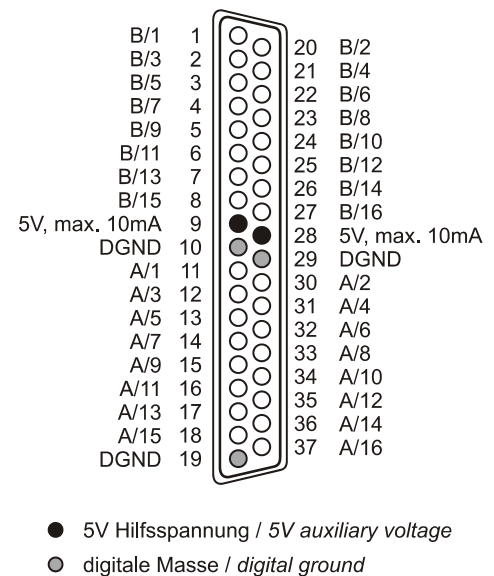 B/1 1
20 B/2
B/3 2
21 B/4
B/5 3
22 B/6
B/7 4
23 B/8
B/9 5
24 B/10
B/11 6
25 B/12
B/13 7
26 B/14
B/15 8
27 B/16
5V, max. 10mA 9
28 5V, max. 10mA
DGND 10
29 DGND
A/1 11
30 A/2
A/3 12
31 A/4
A/5 13
32 A/6
A/7 14
33 A/8
A/9 15
34 A/10
A/11 16
35 A/12
A/13 17
36 A/14
A/15 18
37 A/16
DGND 19
5V Hilfsspannung / 5V auxiliary voltage
digitale Masse / digital ground